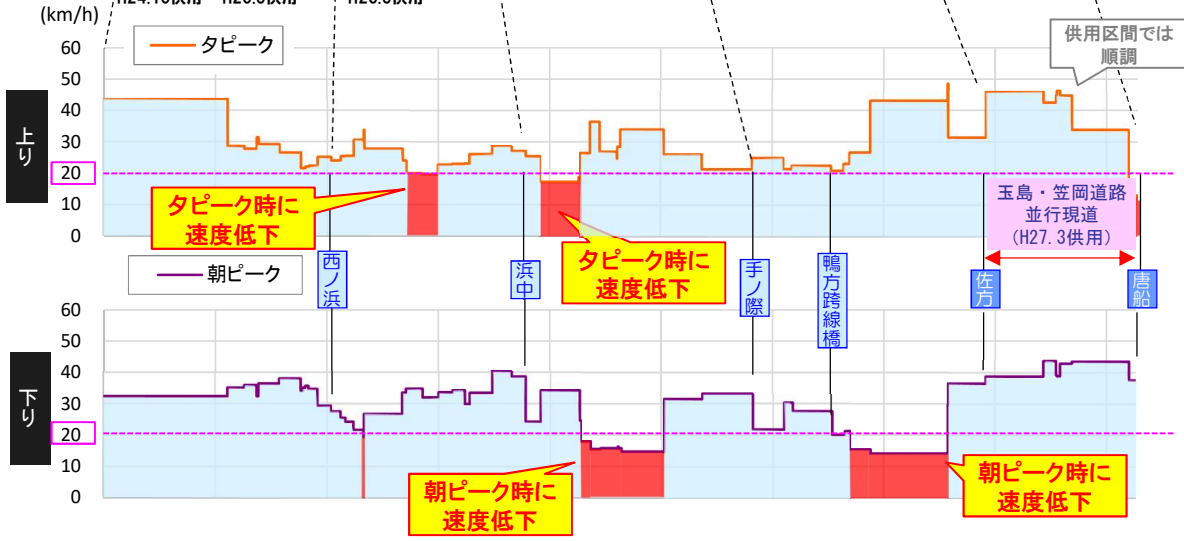 (km/h)
夕ピーク
供用区間では
順調
60
50
40
30
20
10
0
上り
夕ピーク時に
速度低下
夕ピーク時に
速度低下
玉島・笠岡道路
並行現道
(H27.3供用)
朝ピーク
西ノ浜
浜中
手ノ際
鴨方跨線橋
佐方
唐船
60
50
40
30
20
10
0
下り
朝ピーク時に
速度低下
朝ピーク時に
速度低下